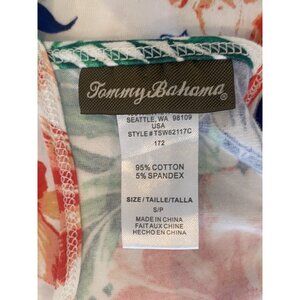 Tommy Bahama
SEATTLE, WA 98109
USA
STYLE# TSW62117C
172
95% COTTON
5% SPANDEX
SIZE/TAILLE/TALLA
S/P
MADE IN CHINA
FAIT AUX CHINE
HECHO EN CHINA